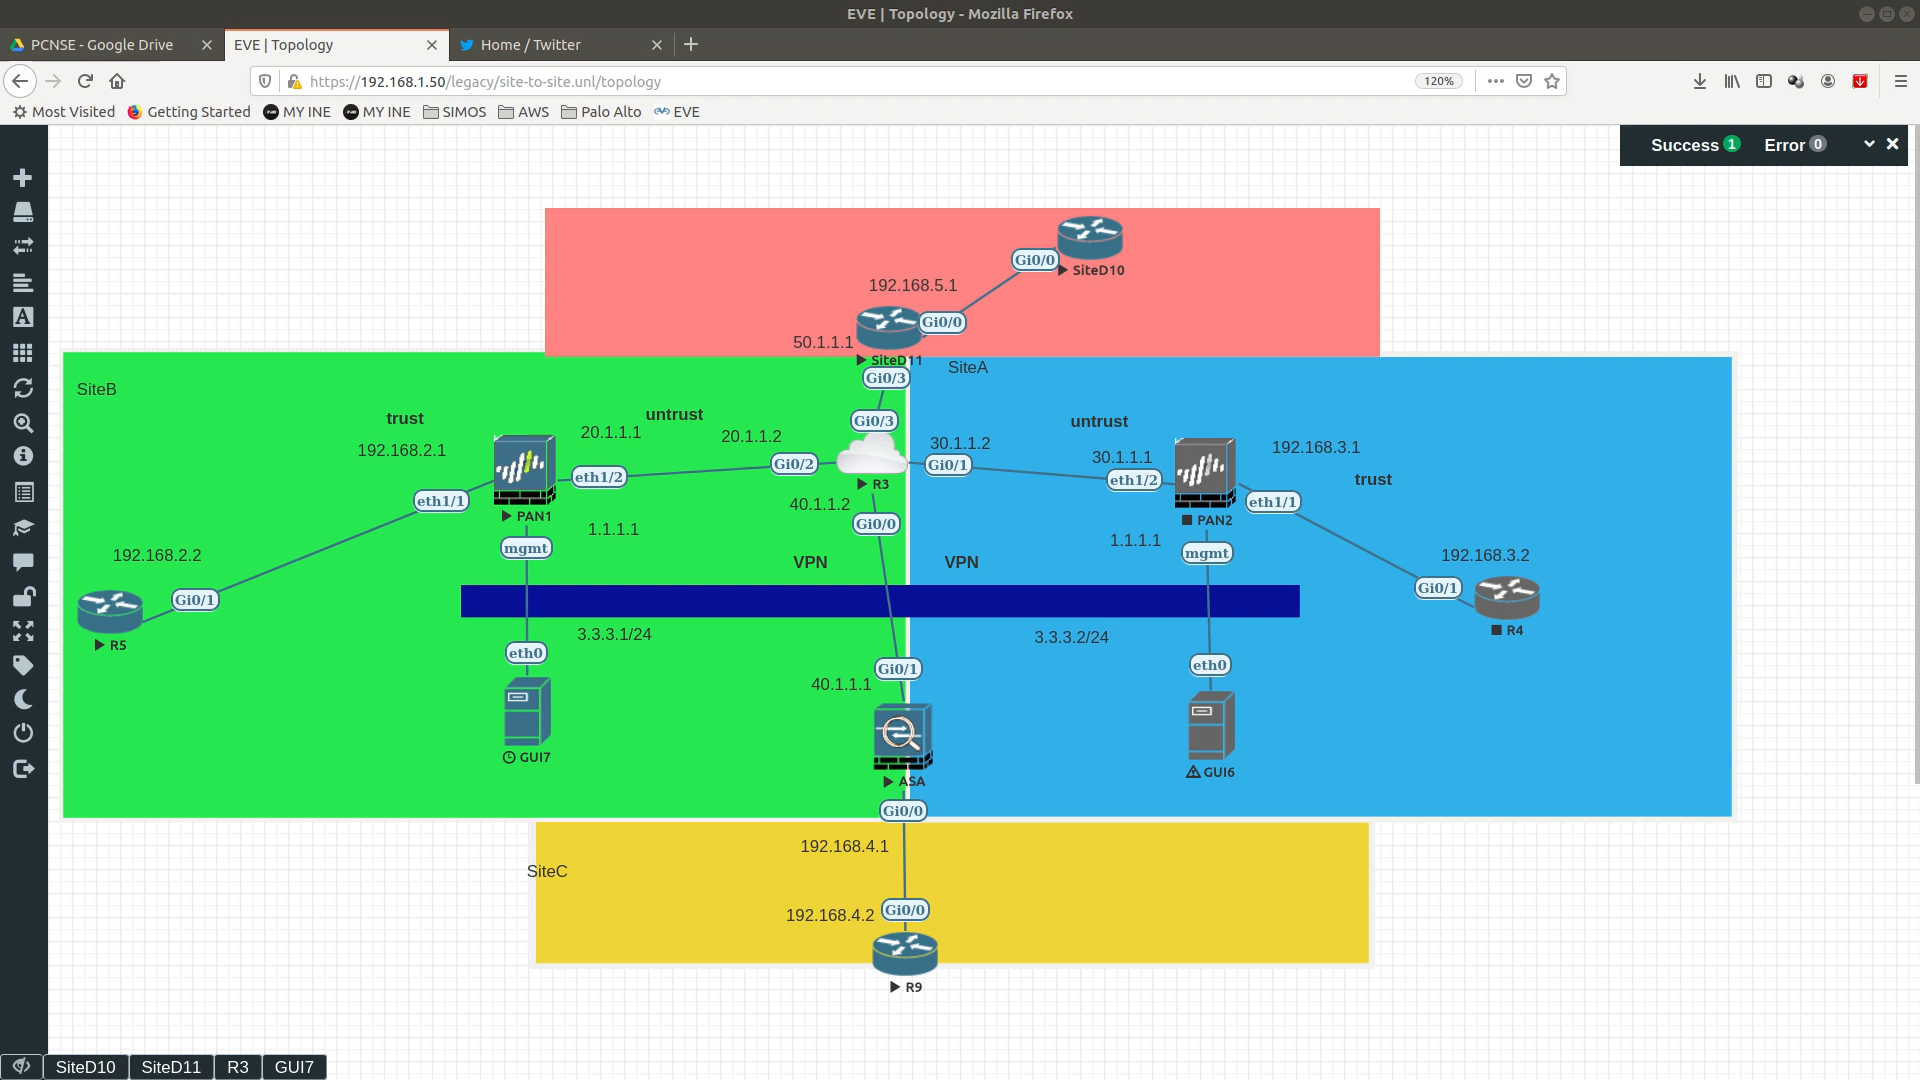 EVE | Topology - Mozilla Firefox
PCNSE - Google Drive
EVE | Topology
Home / Twitter
https://192.168.1.50/legacy/site-to-site.unl/topology
120%
Most Visited
Getting Started
MY INE
MY INE
SIMOS
AWS
Palo Alto
EVE
Success 1
Error 0
SiteD10
Gi0/0
192.168.5.1
Gi0/0
50.1.1.1
SiteD11
SiteA
Gi0/3
SiteB
trust
untrust
Gi0/3
untrust
20.1.1.1
20.1.1.2
30.1.1.2
192.168.3.1
192.168.2.1
30.1.1.1
Gi0/2
Gi0/1
eth1/2
eth1/2
trust
R3
eth1/1
eth1/1
40.1.1.2
PAN1
PAN2
Gi0/0
1.1.1.1
1.1.1.1
mgmt
mgmt
192.168.2.2
192.168.3.2
VPN
VPN
Gi0/1
Gi0/1
3.3.3.1/24
3.3.3.2/24
R4
R5
eth0
eth0
Gi0/1
40.1.1.1
GUI7
GUI6
ASA
Gi0/0
192.168.4.1
SiteC
192.168.4.2
Gi0/0
R9
SiteD10
SiteD11
R3
GUI7